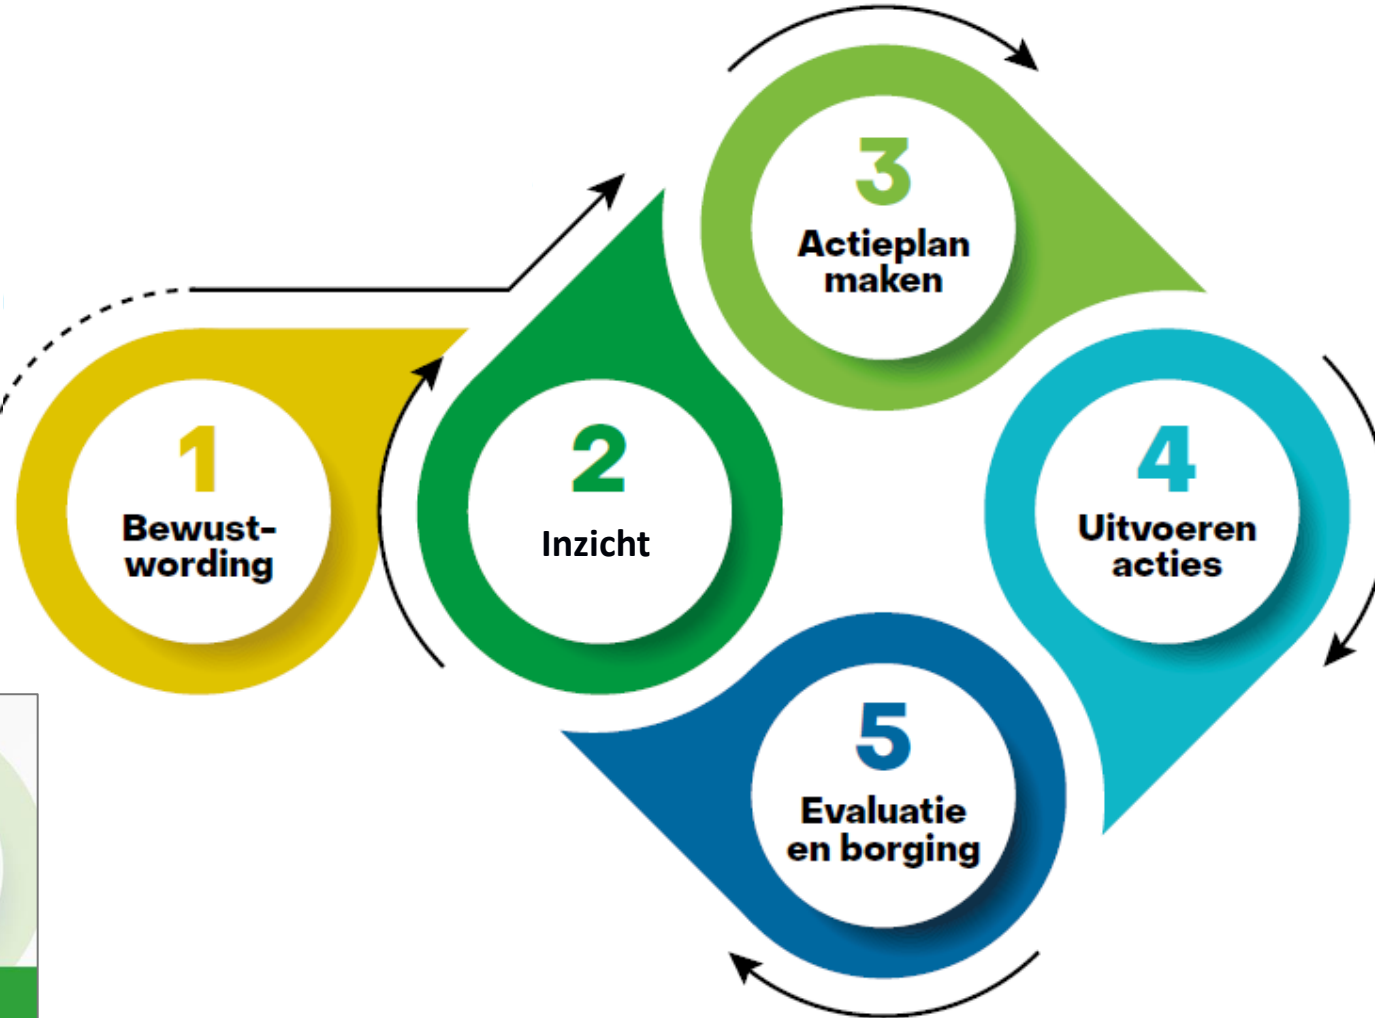 1
Bewust-
wording
2
Inzicht
3
Actieplan
maken
4
Uitvoeren
acties
5
Evaluatie
en borging